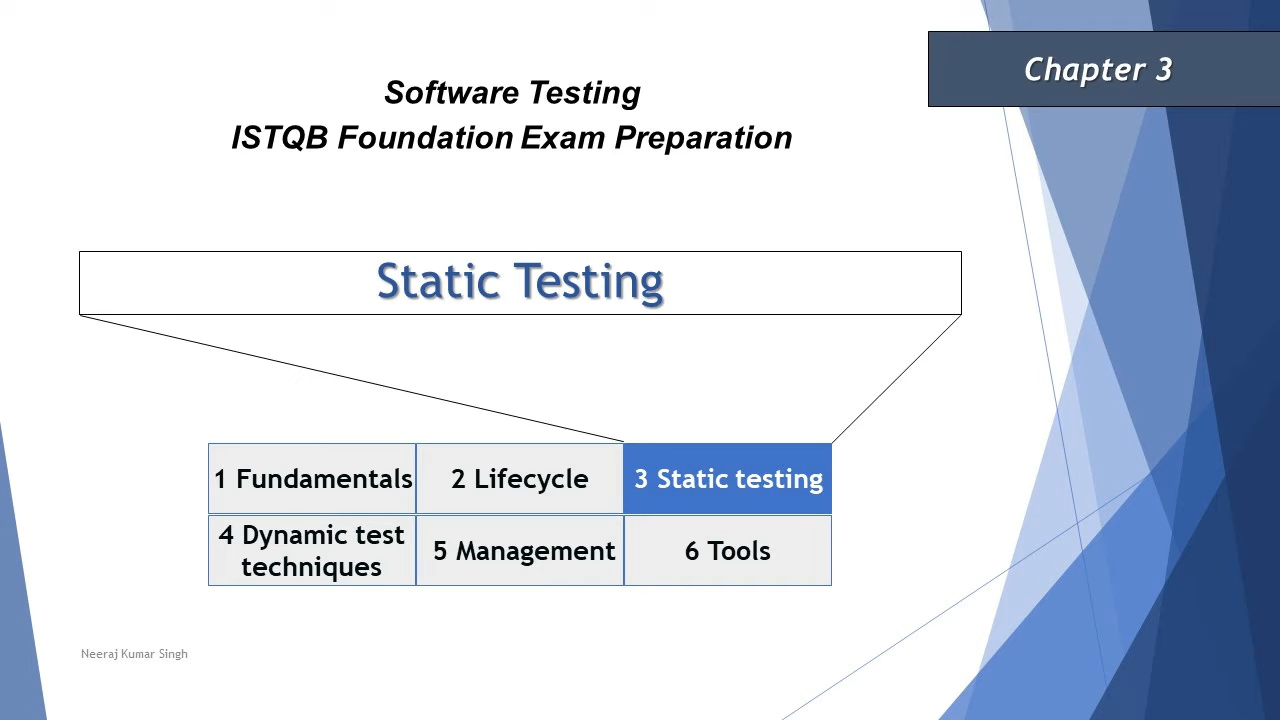 Chapter 3
Software Testing
ISTQB Foundation Exam Preparation
Static Testing
1 Fundamentals
2 Lifecycle
3 Static testing
4 Dynamic test
techniques
5 Management
6 Tools
Neeraj Kumar Singh